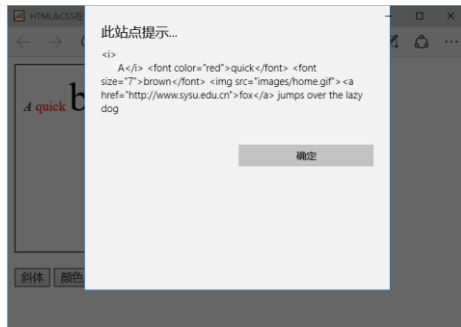 HTML&CSS在
此站点提示...
<i>
A</i> <font color="red">quick</font> <font
size="7">brown</font> <img src="images/home.gif"><a
href="http://www.sysu.edu.cn">fox</a> jumps over the lazy
dog
A quick b
确定
斜体 颜色